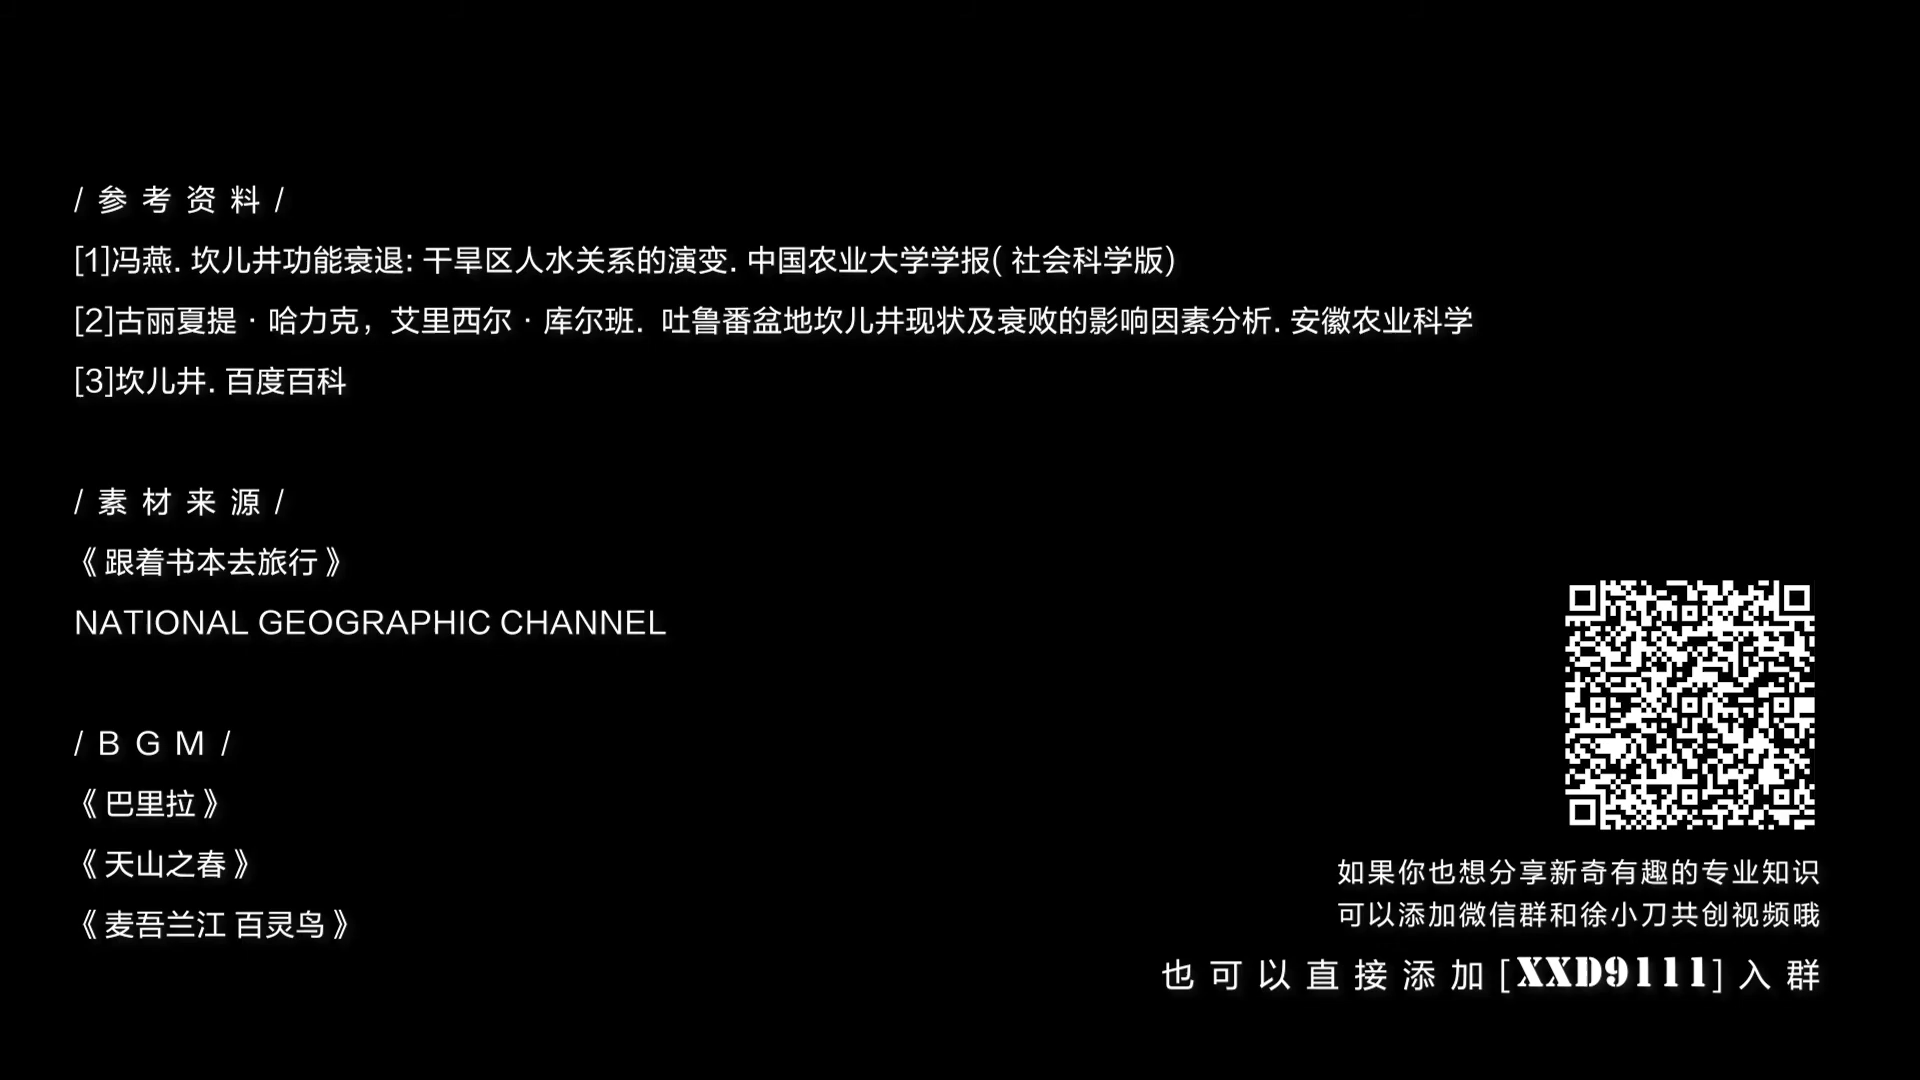 / 参 考 资 料 /
[1]冯燕. 坎儿井功能衰退: 干旱区人水关系的演变. 中国农业大学学报( 社会科学版)
[2]古丽夏提 · 哈力克, 艾里西尔 · 库尔班. 吐鲁番盆地坎儿井现状及衰败的影响因素分析. 安徽农业科学
[3]坎儿井. 百度百科
/ 素 材 来 源 /
《 跟着书本去旅行 》
NATIONAL GEOGRAPHIC CHANNEL
/ B G M /
《 巴里拉 》
《 天山之春 》
《 麦吾兰江 百灵鸟 》
如果你也想分享新奇有趣的专业知识
可以添加微信群和徐小刀共创视频哦
也 可 以 直 接 添 加 [XXD9111] 入 群